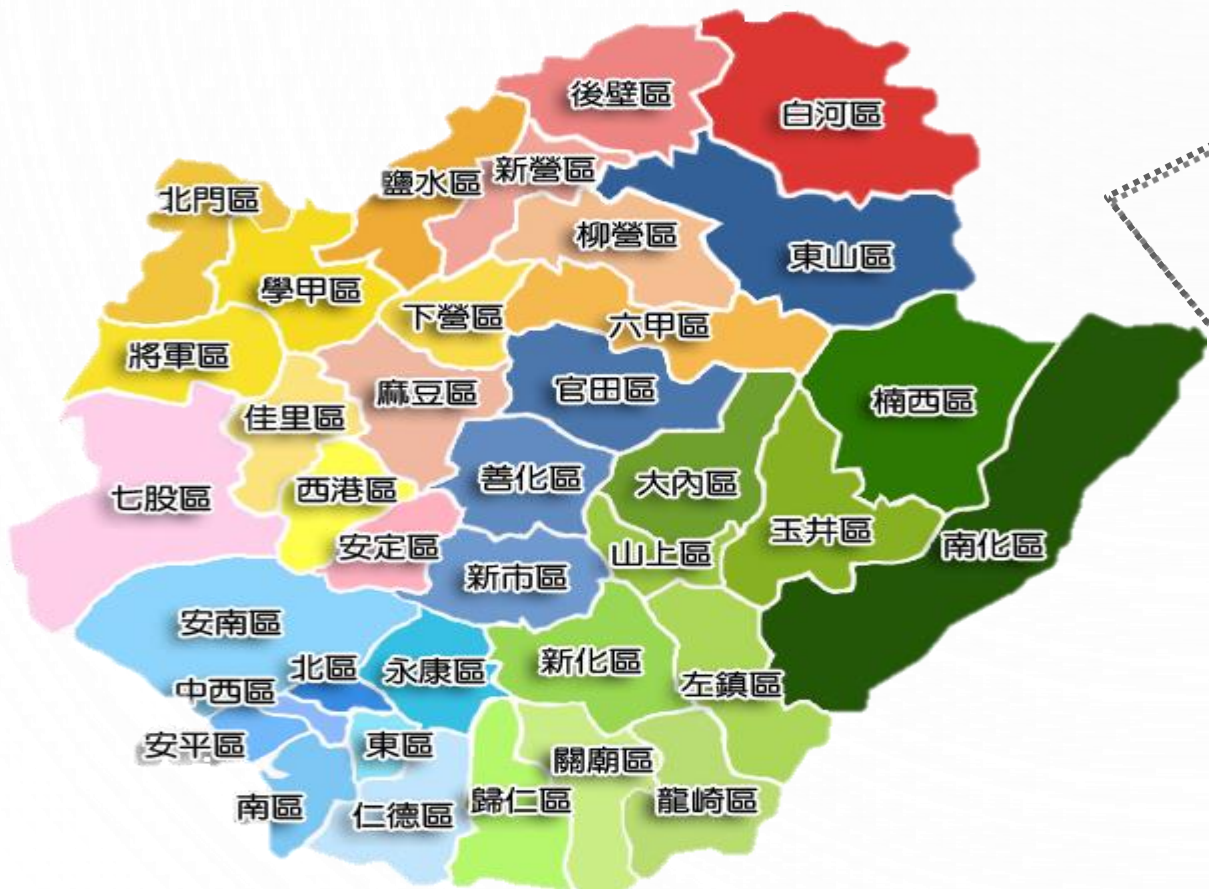 後壁區
白河區
新營區
鹽水區
北門區
柳營區
東山區
學甲區
下營區
六甲區
將軍區
麻豆區
官田區
楠西區
佳里區
善化區
大內區
西港區
七股區
玉井區
安定區
山上區
南化區
新市區
安南區
北區
永康區
新化區
左鎮區
中西區
安平區
東區
關廟區
南區
仁德區
歸仁區
龍崎區